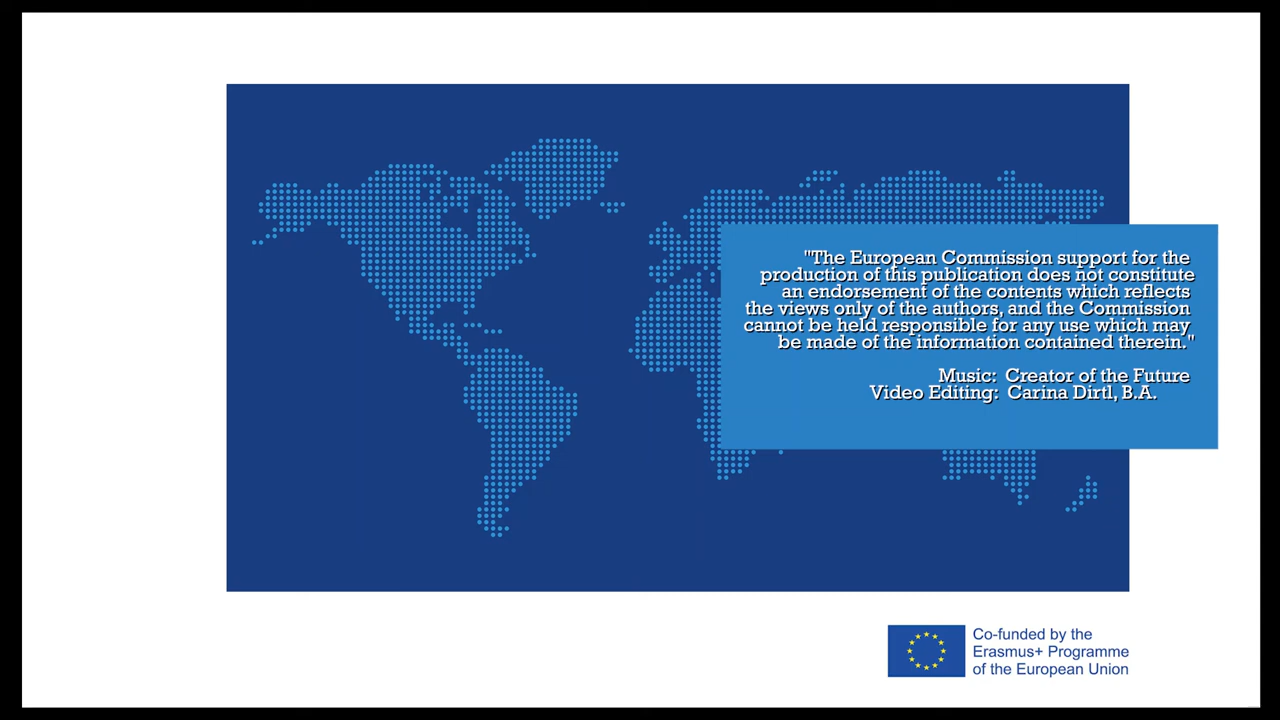 "The European Commission support for the
production of this publication does not constitute
an endorsement of the contents which reflects
the views only of the authors, and the Commission
cannot be held responsible for any use which may
be made of the information contained therein."
Music: Creator of the Future
Video Editing: Carina Dirtl, B.A.
Co-funded by the
Erasmus+ Programme
of the European Union